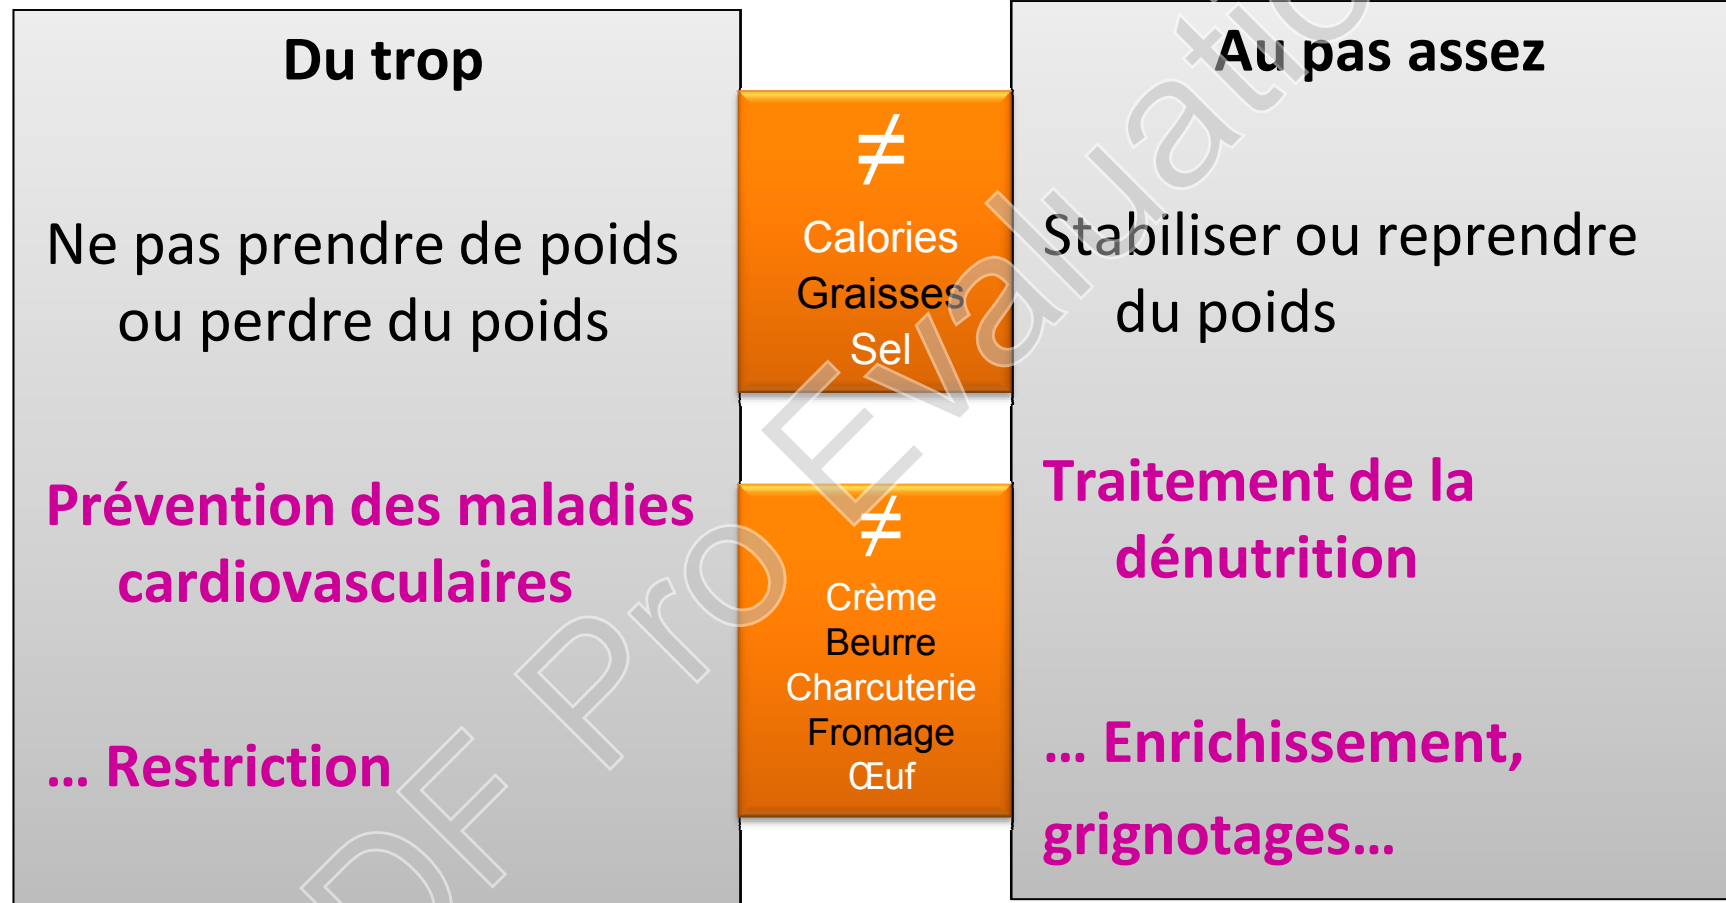 Du trop
Ne pas prendre de poids
ou perdre du poids
Prévention des maladies
cardiovasculaires
... Restriction
≠
Calories
Graisses
Sel
≠
Crème
Beurre
Charcuterie
Fromage
Œuf
Au pas assez
Stabiliser ou reprendre
du poids
Traitement de la
dénutrition
... Enrichissement,
grignotages...
DF Pro Evaluatio